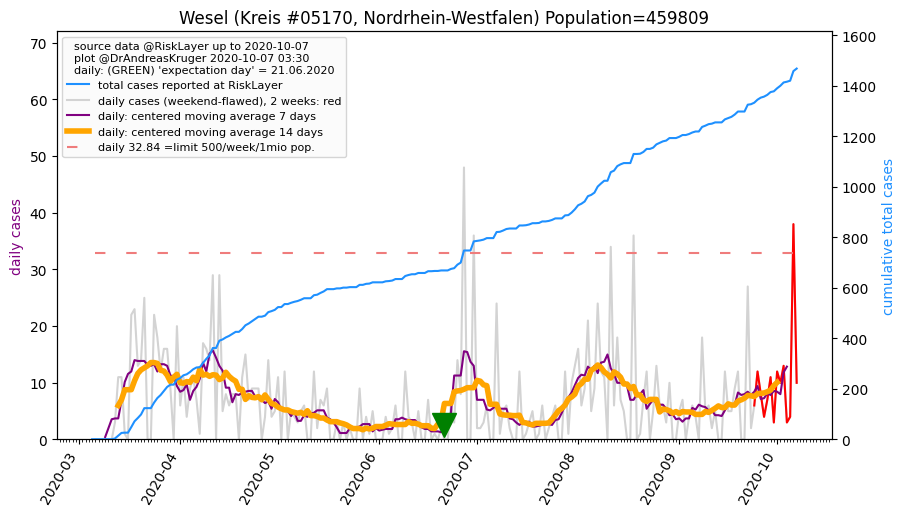 Wesel (Kreis #05170, Nordrhein-Westfalen) Population=459809
source data @RiskLayer up to 2020-10-07
plot @DrAndreasKruger 2020-10-07 03:30
daily: (GREEN) 'expectation day' = 21.06.2020
total cases reported at RiskLayer
daily cases (weekend-flawed), 2 weeks: red
daily: centered moving average 7 days
daily: centered moving average 14 days
daily 32.84 =limit 500/week/1mio pop.
daily cases
70
60
50
40
30
20
10
0
cumulative total cases
1600
1400
1200
1000
800
600
400
200
0
2020-03
2020-04
2020-05
2020-06
2020-07
2020-08
2020-09
2020-10